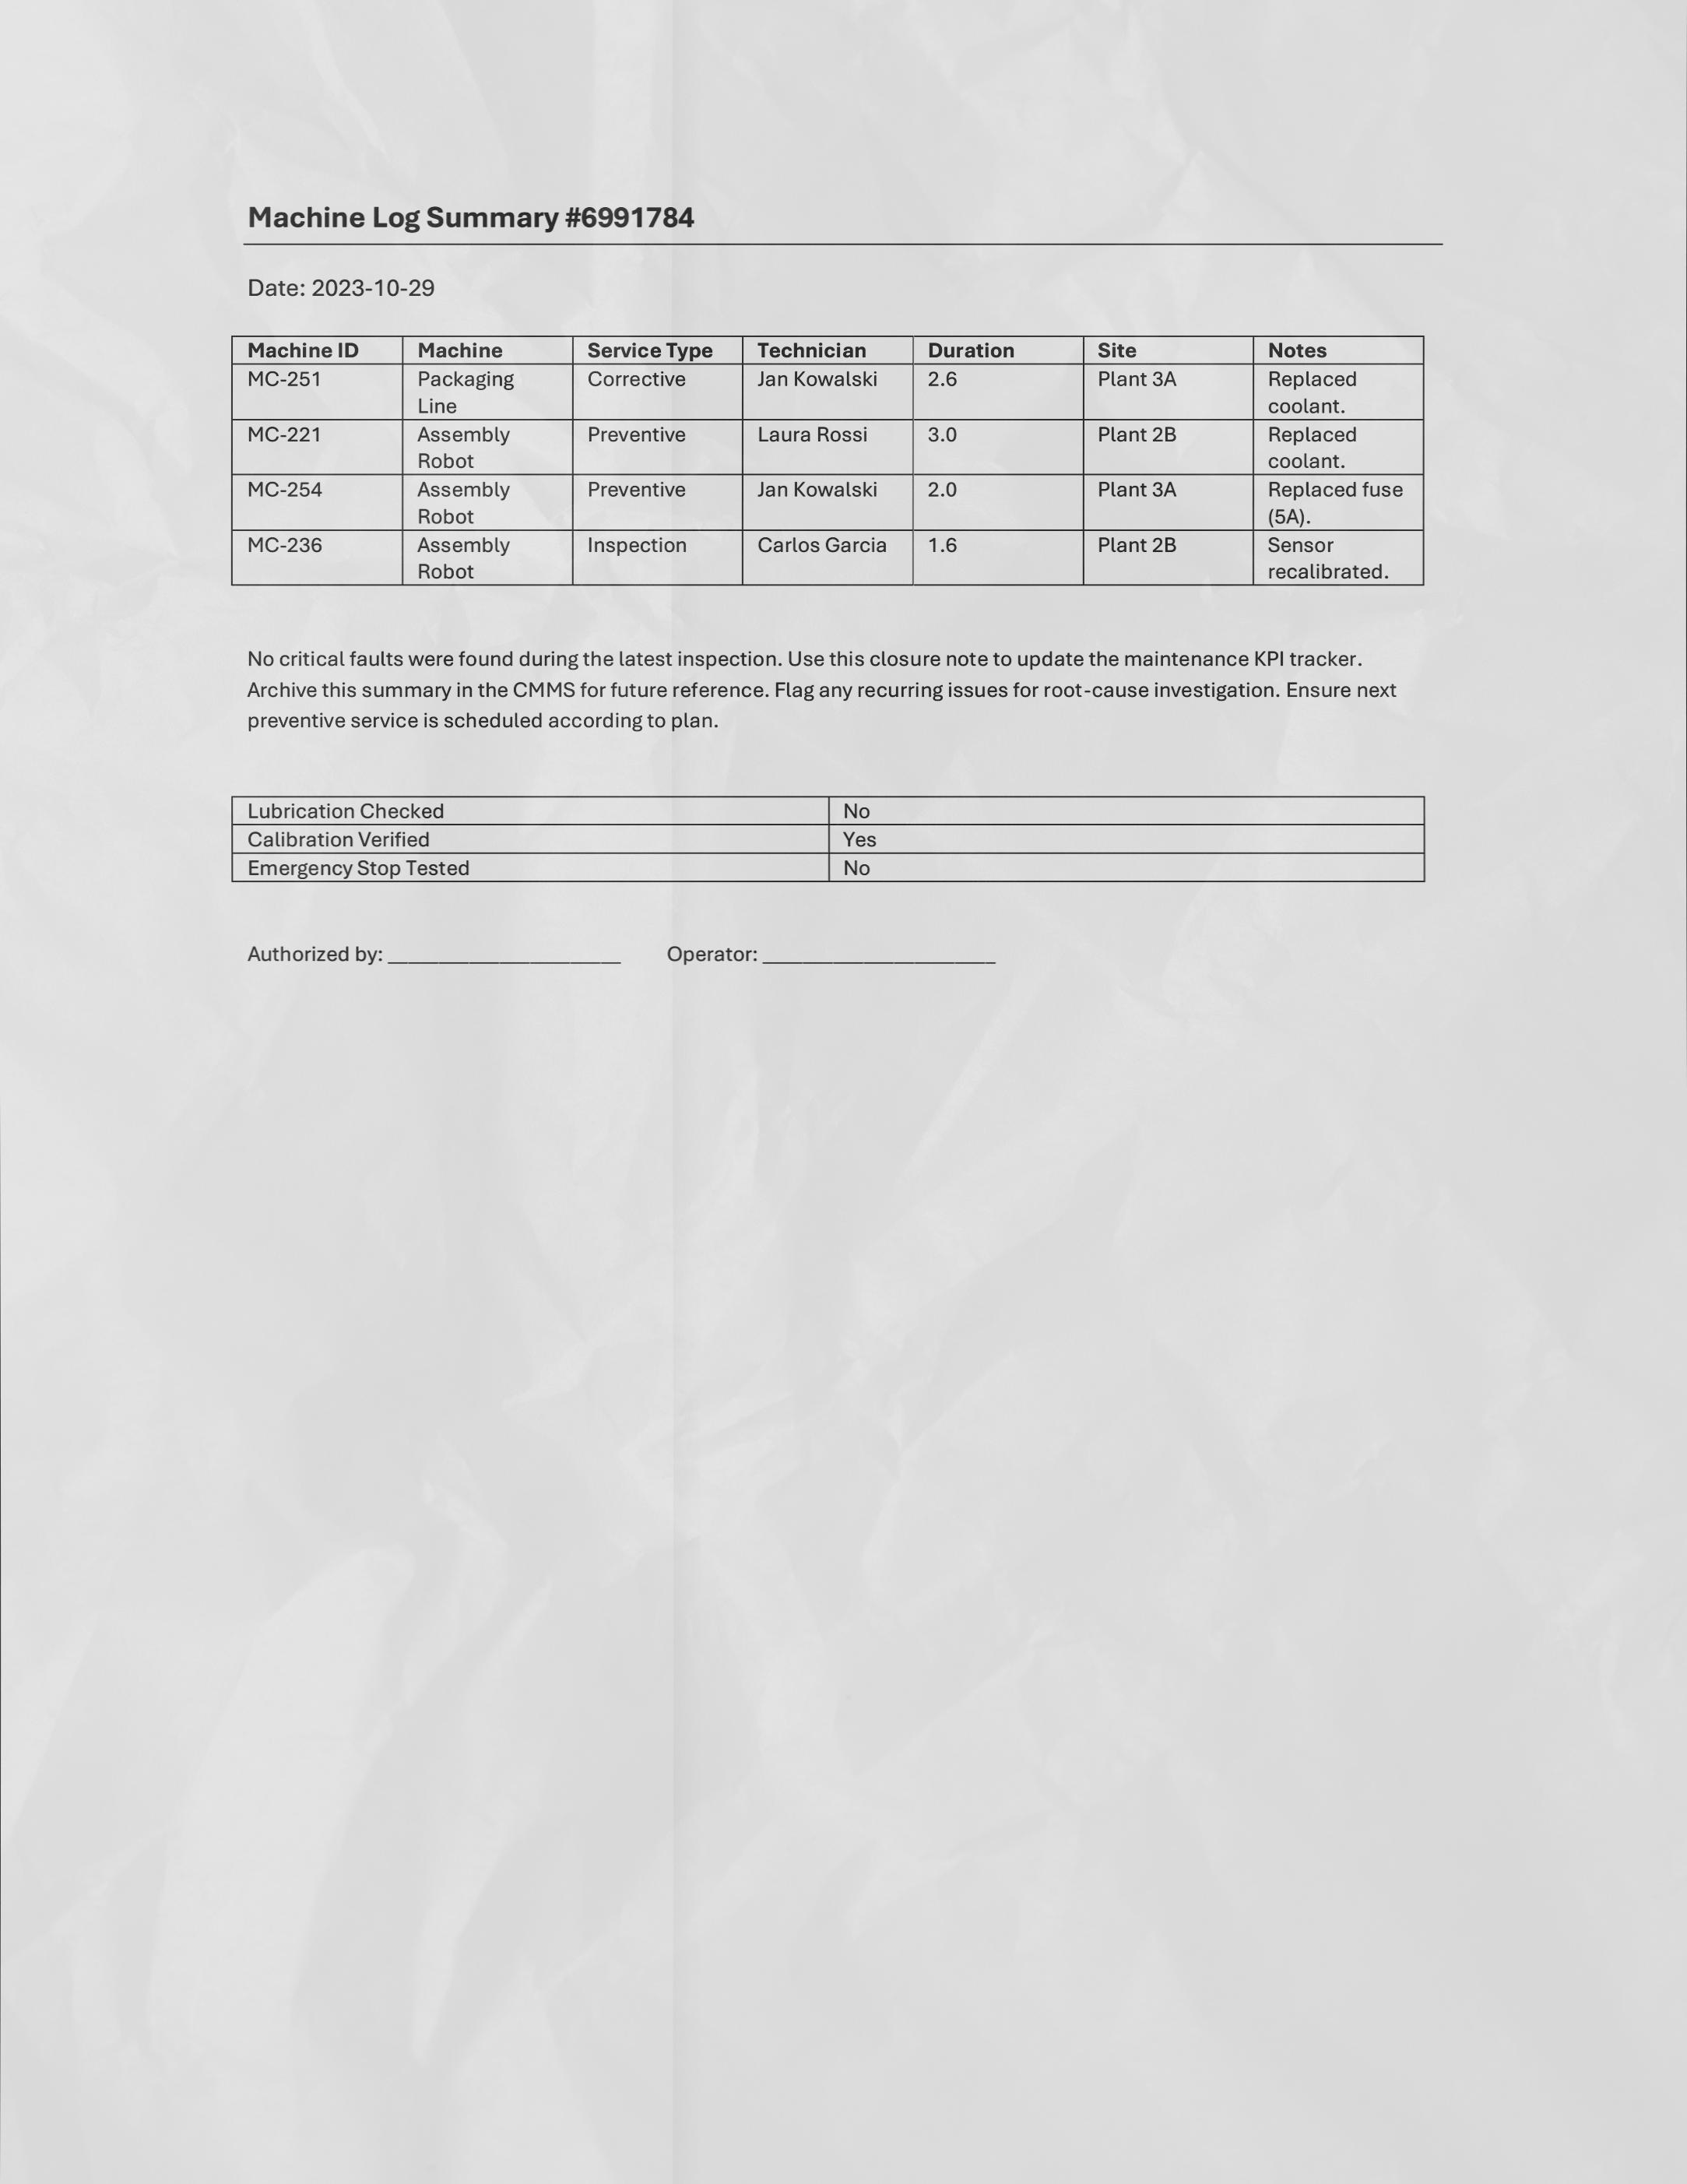 Machine Log Summary #6991784
Date: 2023-10-29
Machine ID Machine Service Type Technician Duration Site Notes
MC-251 Packaging Line Corrective Jan Kowalski 2.6 Plant 3A Replaced coolant.
MC-221 Assembly Robot Preventive Laura Rossi 3.0 Plant 2B Replaced coolant.
MC-254 Assembly Robot Preventive Jan Kowalski 2.0 Plant 3A Replaced fuse (5A).
MC-236 Assembly Robot Inspection Carlos Garcia 1.6 Plant 2B Sensor recalibrated.
No critical faults were found during the latest inspection. Use this closure note to update the maintenance KPI tracker.
Archive this summary in the CMMS for future reference. Flag any recurring issues for root-cause investigation. Ensure next
preventive service is scheduled according to plan.
Lubrication Checked No
Calibration Verified Yes
Emergency Stop Tested No
Authorized by: ______________________ Operator: ______________________